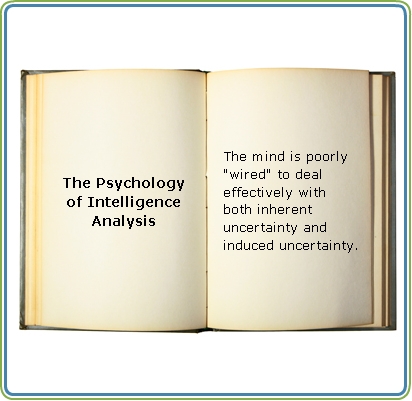 The Psychology
of Intelligence
Analysis
The mind is poorly
"wired" to deal
effectively with
both inherent
uncertainty and
induced uncertainty.